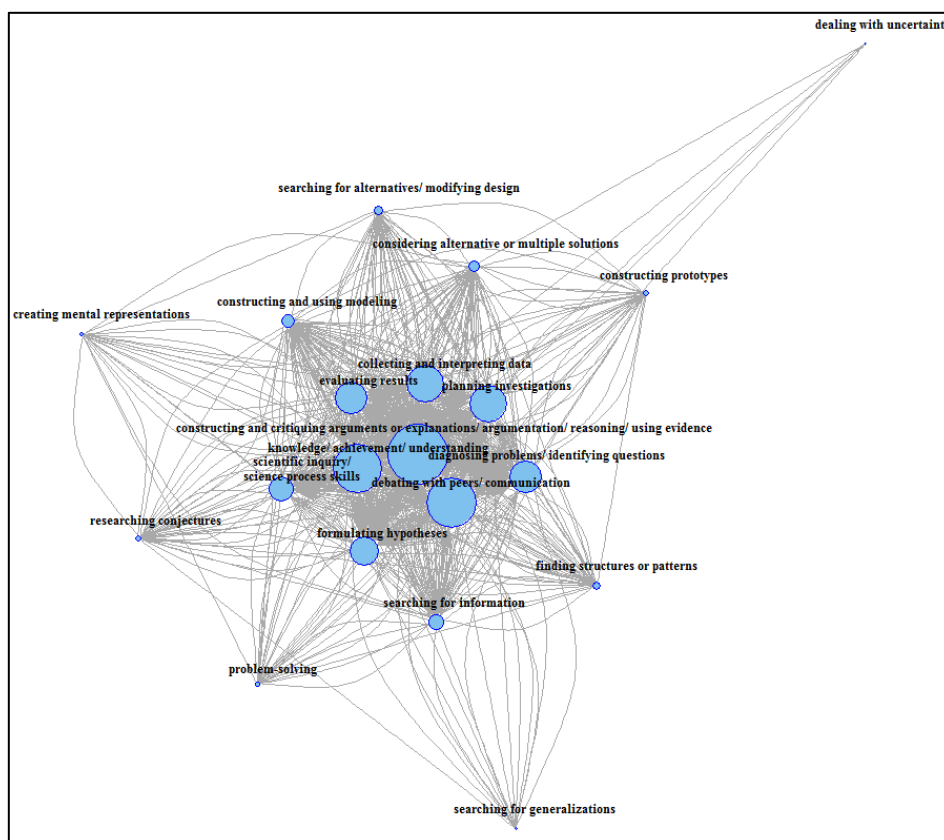 dealing with uncertaint
searching for alternatives/ modifying design
considering alternative or multiple solutions
constructing prototypes
constructing and using modeling
creating mental representations
collecting and interpreting data
evaluating results
planning investigations
constructing and critiquing arguments or explanations/ argumentation/ reasoning/ using evidence
knowledge/ achievement/ understanding
diagnosing problems/ identifying questions
scientific inquiry/
science process skills
debating with peers/ communication
researching conjectures
formulating hypotheses
finding structures or patterns
searching for information
problem-solving
searching for generalizations